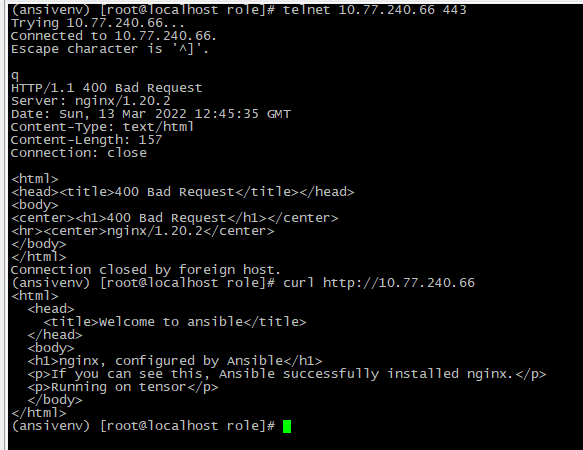 (ansivenv) [root@localhost role]# telnet 10.77.240.66 443
Trying 10.77.240.66...
Connected to 10.77.240.66.
Escape character is '^]'.
q
HTTP/1.1 400 Bad Request
Server: nginx/1.20.2
Date: Sun, 13 Mar 2022 12:45:35 GMT
Content-Type: text/html
Content-Length: 157
Connection: close
<html>
<head><title>400 Bad Request</title></head>
<body>
<center><h1>400 Bad Request</h1></center>
<hr><center>nginx/1.20.2</center>
</body>
</html>
Connection closed by foreign host.
(ansivenv) [root@localhost role]# curl http://10.77.240.66
<html>
  <head>
    <title>Welcome to ansible</title>
  </head>
  <body>
  <h1>nginx, configured by Ansible</h1>
  <p>If you can see this, Ansible successfully installed nginx.</p>
  <p>Running on tensor</p>
  </body>
</html>
(ansivenv) [root@localhost role]#